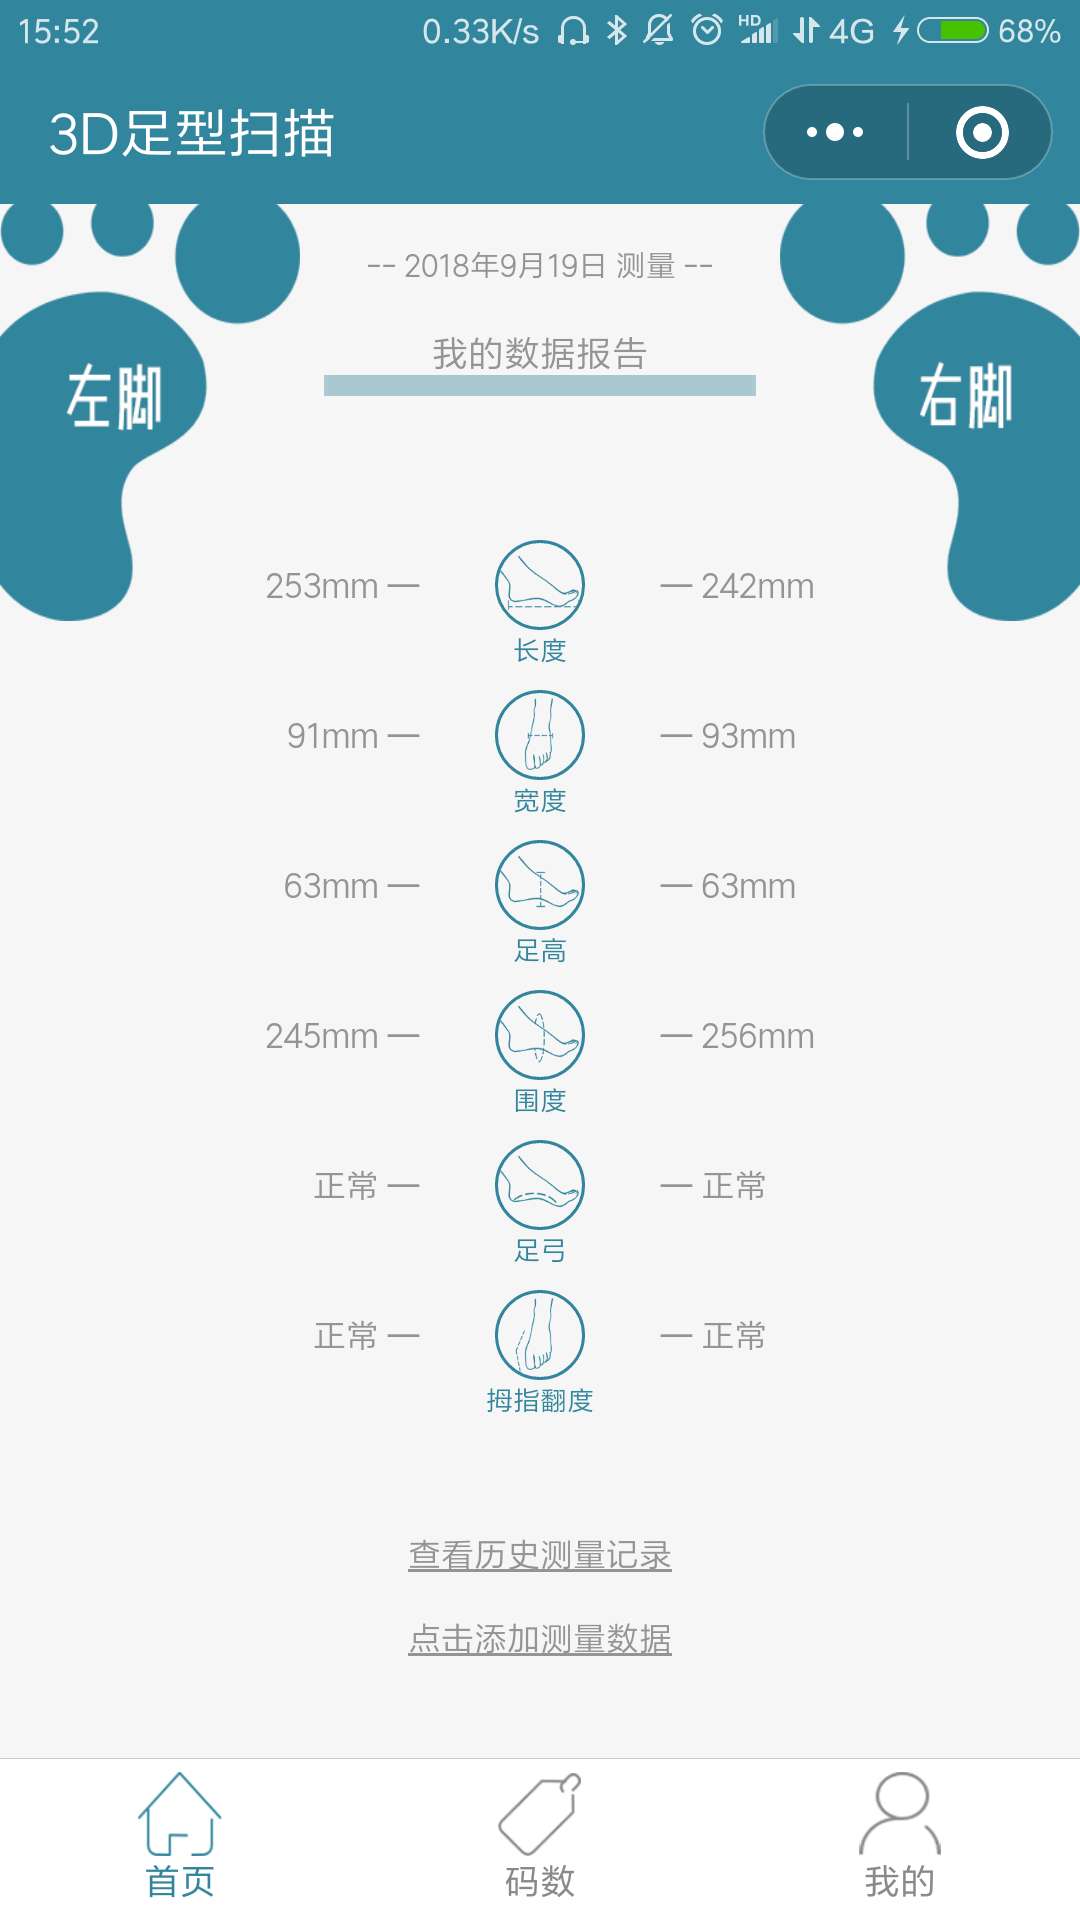 15:52 0.33K/s HD 4G 68%
3D足型扫描
-- 2018年9月19日 测量 --
我的数据报告
左脚
右脚
253mm — — 242mm
长度
91mm — — 93mm
宽度
63mm — — 63mm
足高
245mm — — 256mm
围度
正常 — — 正常
足弓
正常 — — 正常
拇指翻度
查看历史测量记录
点击添加测量数据
首页 码数 我的